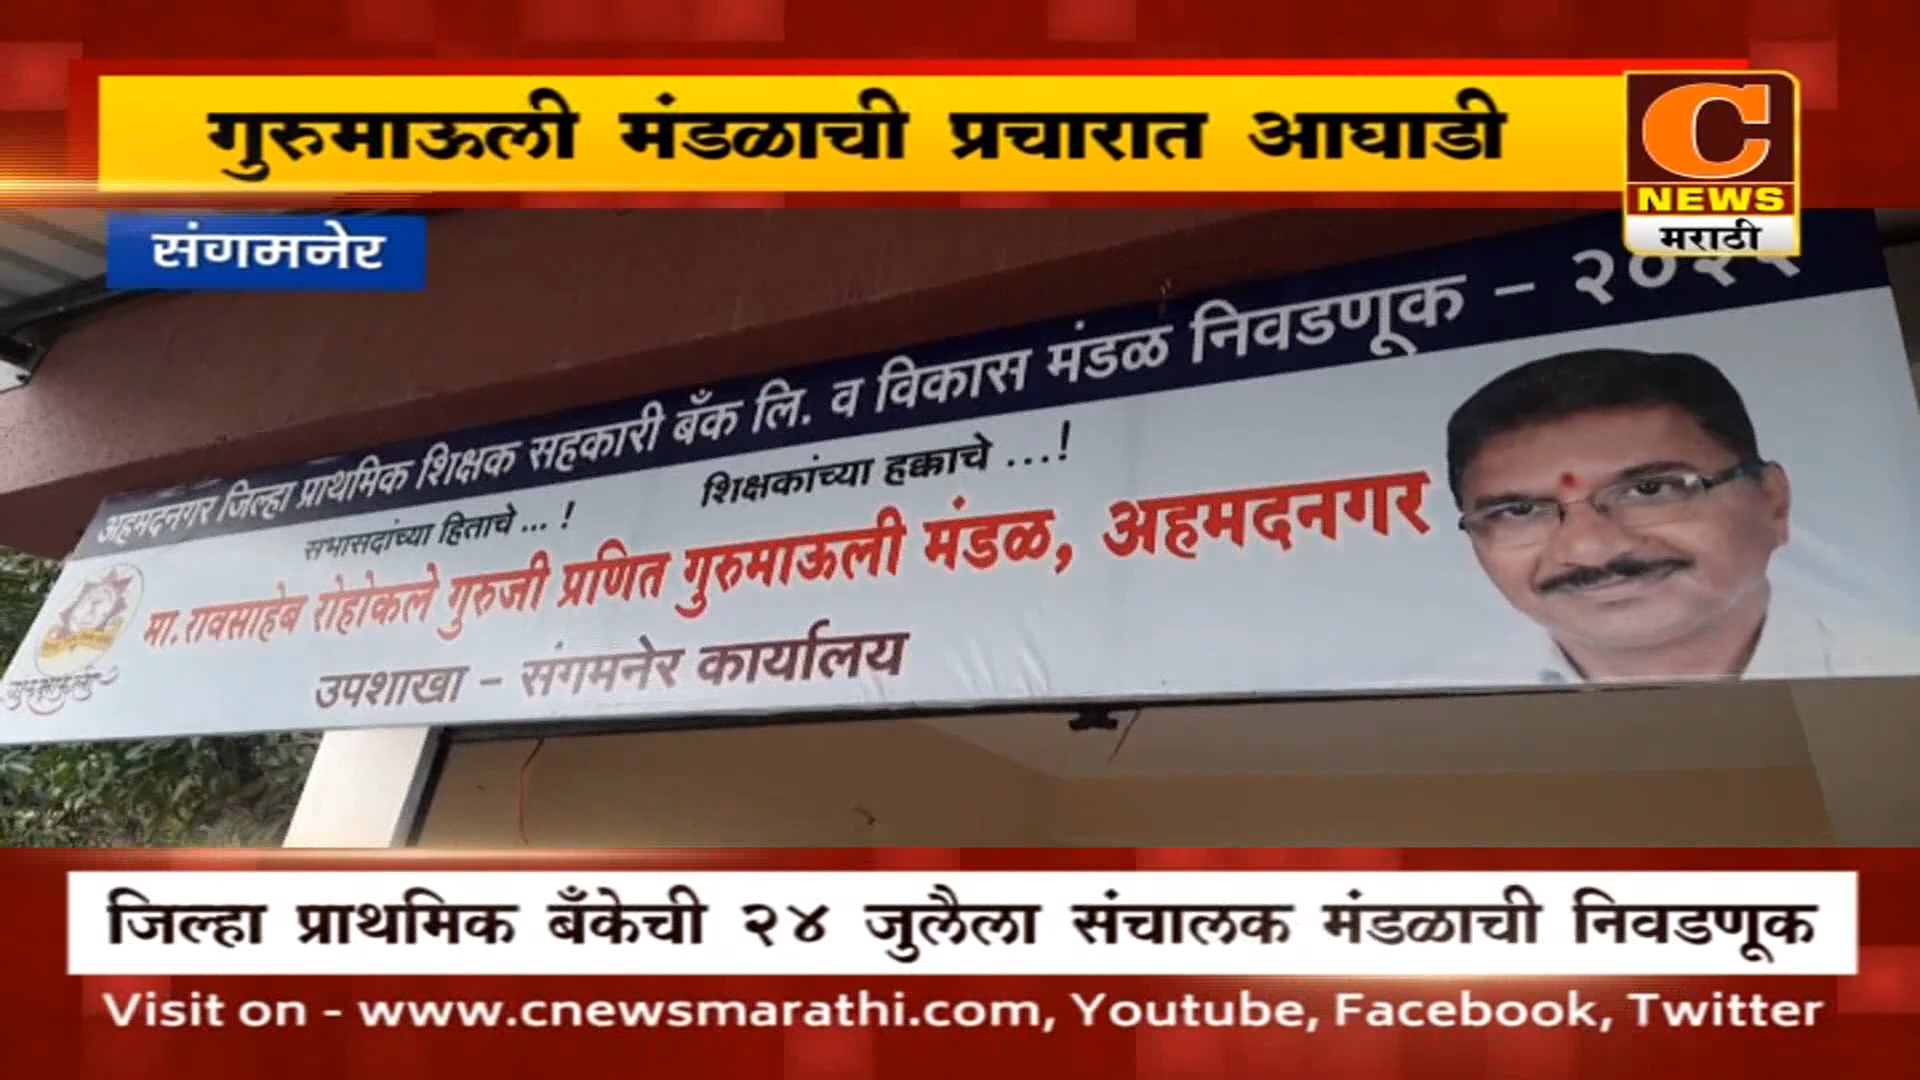 गुरुमाऊली मंडळाची प्रचारात आघाडी
C
NEWS
मराठी
संगमनेर
अहमदनगर जिल्हा प्राथमिक शिक्षक सहकारी बँक लि. व विकास मंडळ निवडणूक - २०२२
सभासदांच्या हिताचे ... ! शिक्षकांच्या हक्काचे ...!
मा. रावसाहेब रोहोकले गुरुजी प्रणित गुरुमाऊली मंडळ, अहमदनगर
उपशाखा - संगमनेर कार्यालय
जिल्हा प्राथमिक बँकेची २४ जुलैला संचालक मंडळाची निवडणूक
Visit on - www.cnewsmarathi.com, Youtube, Facebook, Twitter